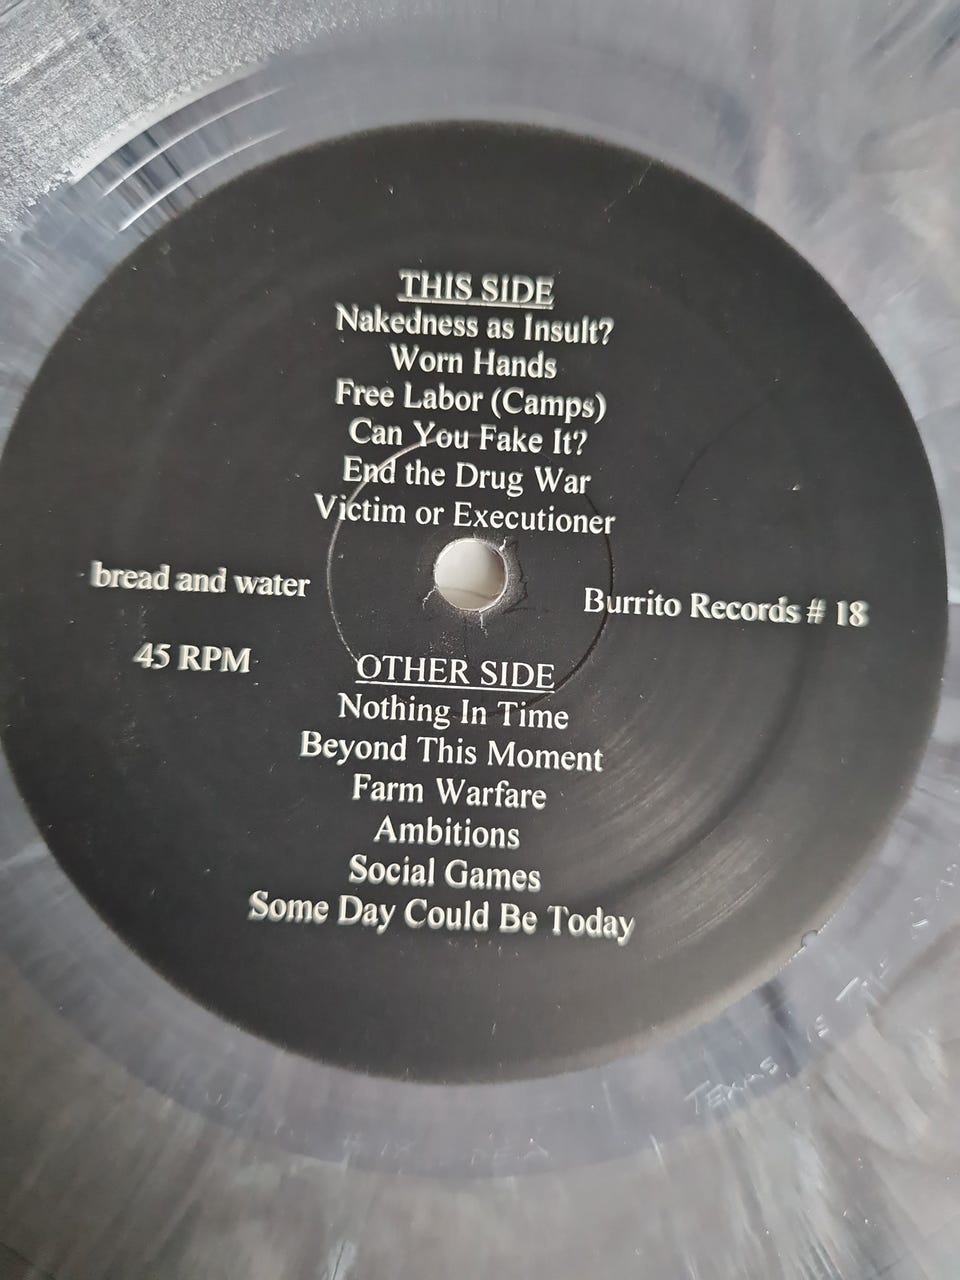 THIS SIDE
Nakedness as Insult?
Worn Hands
Free Labor (Camps)
Can You Fake It?
End the Drug War
Victim or Executioner
bread and water
Burrito Records # 18
45 RPM
OTHER SIDE
Nothing In Time
Beyond This Moment
Farm Warfare
Ambitions
Social Games
Some Day Could Be Today
TEXAS IS